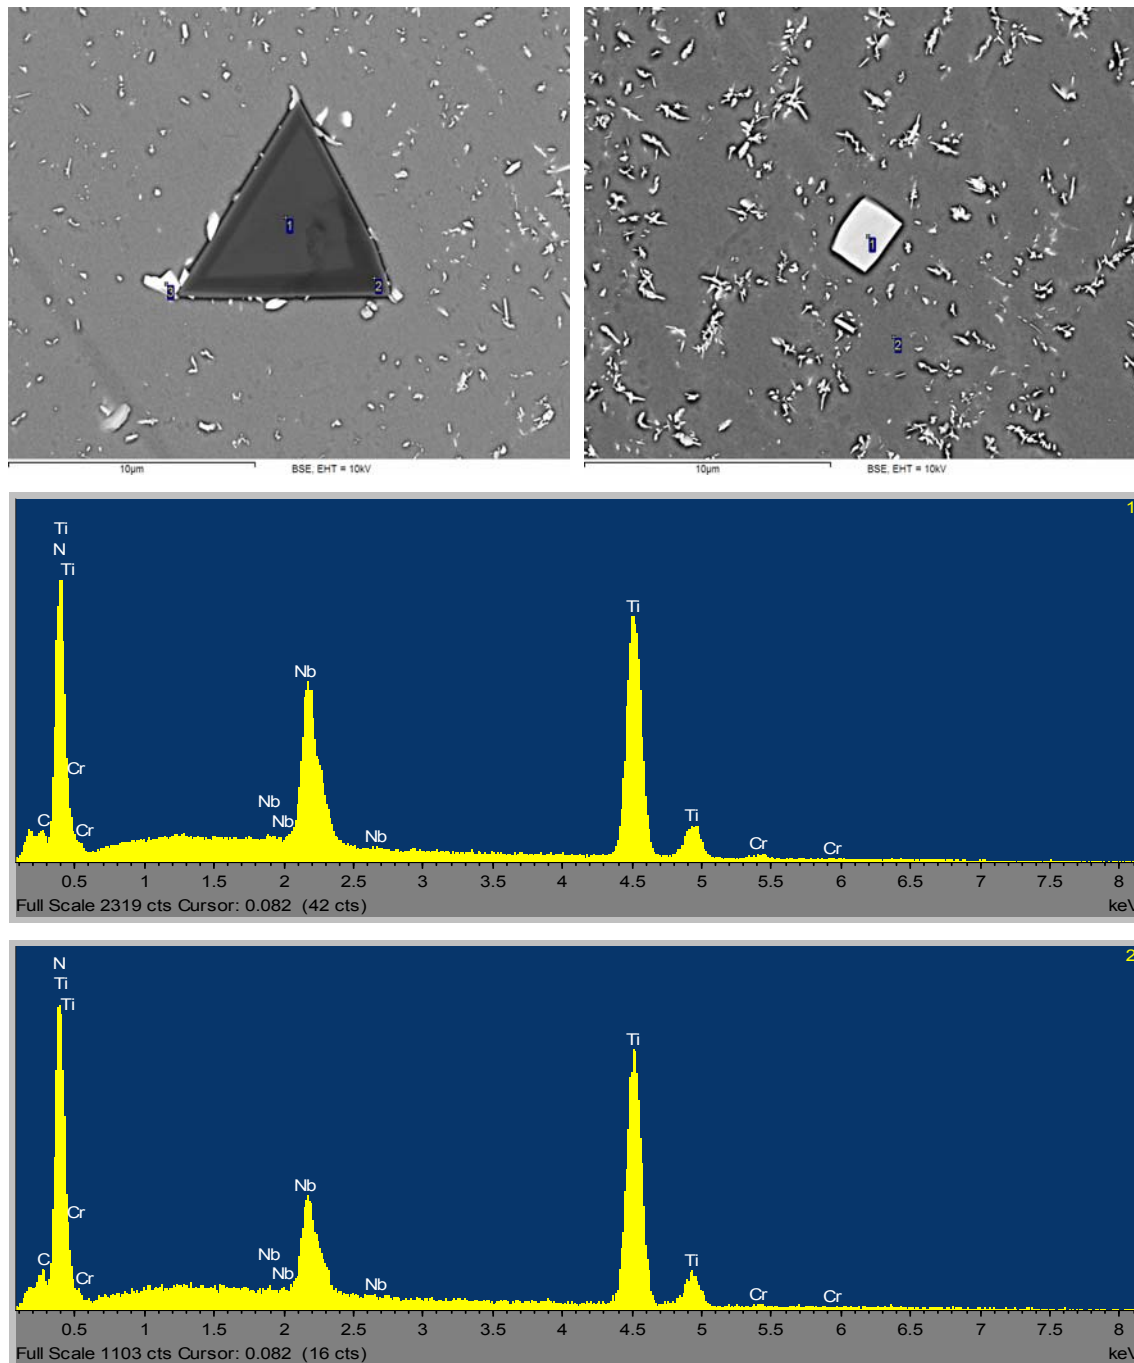 1
2
3
10µm BSE, EHT = 10kV
1
2
10µm BSE, EHT = 10kV
1
Ti
N
Ti
Ti
Nb
Cr
Nb
C
Cr
Nb
Nb
Ti
Cr
Cr
0.5 1 1.5 2 2.5 3 3.5 4 4.5 5 5.5 6 6.5 7 7.5 8
Full Scale 2319 cts Cursor: 0.082 (42 cts) keV
2
N
Ti
Ti
Ti
Nb
Cr
Nb
C
Ti
Nb
Cr
Nb
Cr
Cr
0.5 1 1.5 2 2.5 3 3.5 4 4.5 5 5.5 6 6.5 7 7.5 8
Full Scale 1103 cts Cursor: 0.082 (16 cts) keV